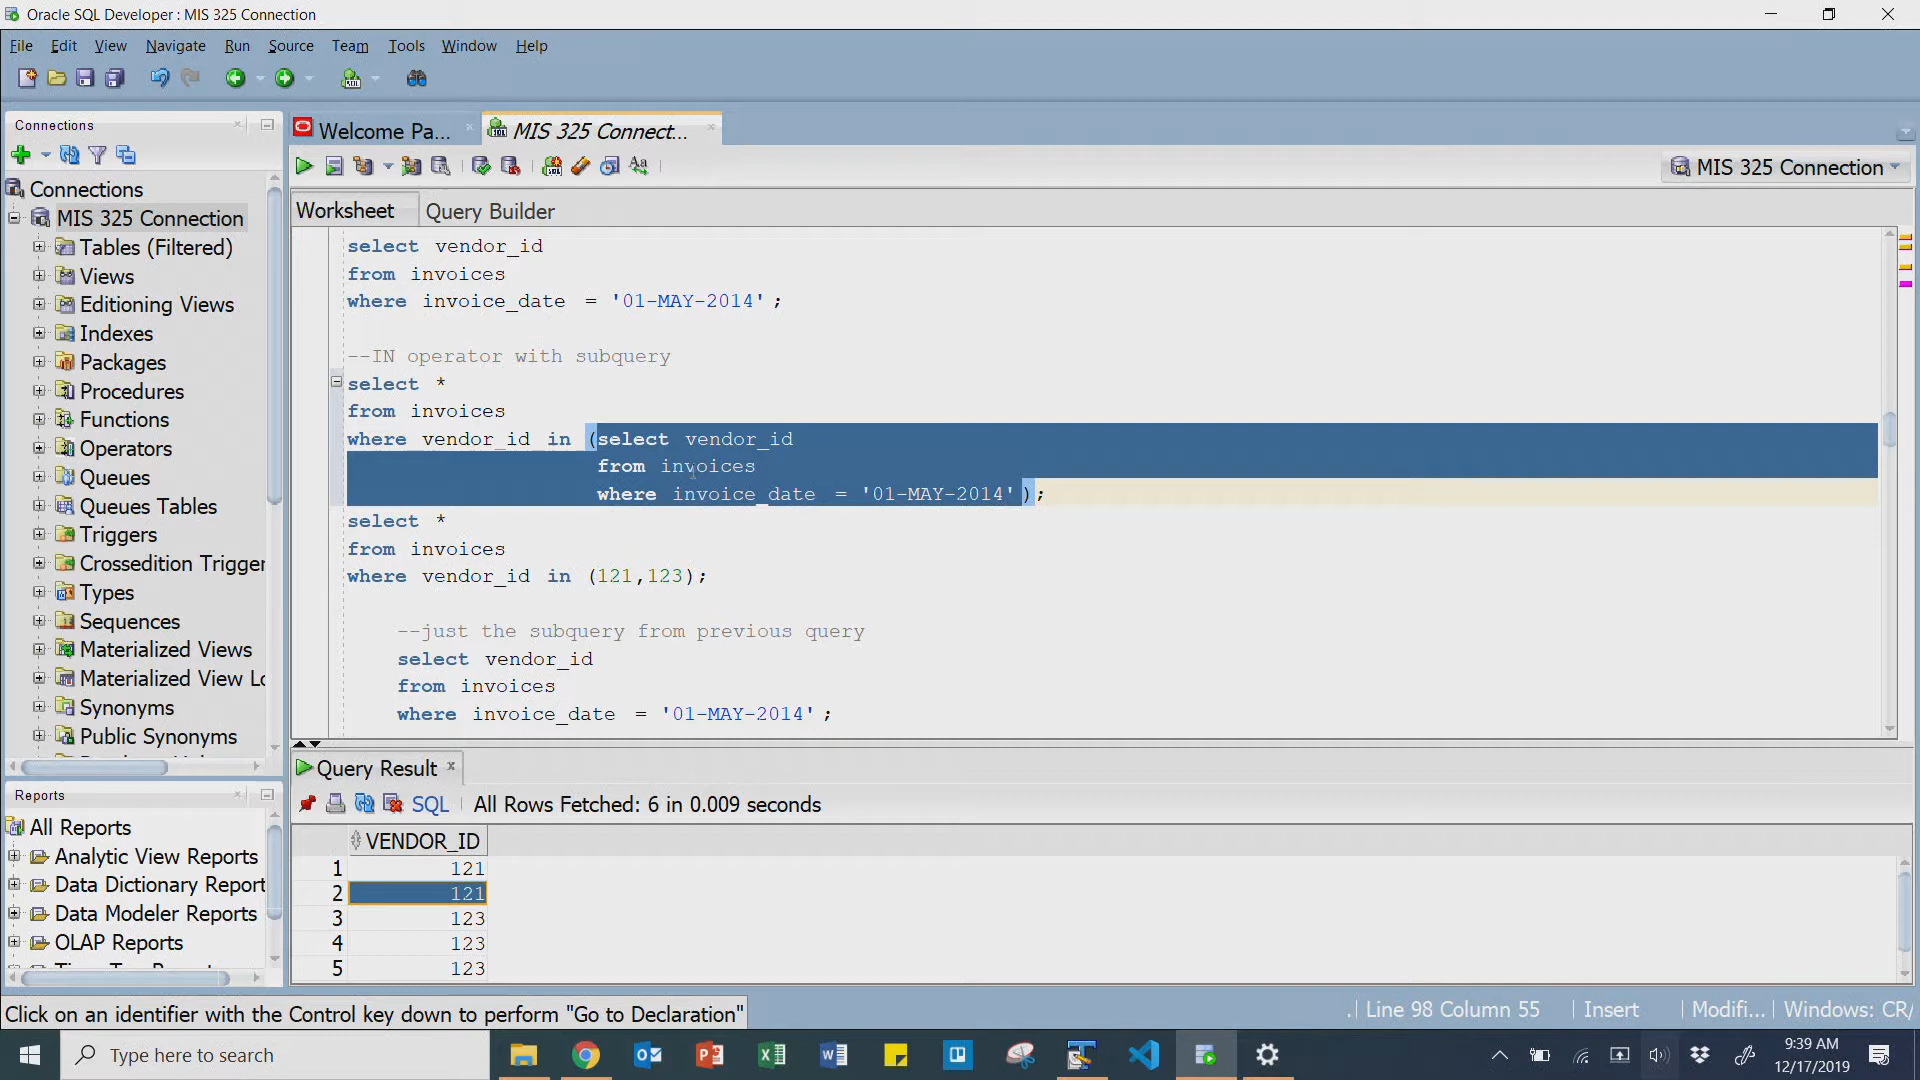 Oracle SQL Developer : MIS 325 Connection
File Edit View Navigate Run Source Team Tools Window Help
Connections
Welcome Pa...
MIS 325 Connect...
MIS 325 Connection
Worksheet
Query Builder
Connections
MIS 325 Connection
Tables (Filtered)
Views
Editioning Views
Indexes
Packages
Procedures
Functions
Operators
Queues
Queues Tables
Triggers
Crossedition Trigger
Types
Sequences
Materialized Views
Materialized View Lo
Synonyms
Public Synonyms
select vendor_id
from invoices
where invoice_date = '01-MAY-2014' ;
--IN operator with subquery
select *
from invoices
where vendor_id in (select vendor_id
from invoices
where invoice_date = '01-MAY-2014' );
select *
from invoices
where vendor_id in (121,123);
--just the subquery from previous query
select vendor_id
from invoices
where invoice_date = '01-MAY-2014' ;
Reports
All Reports
Analytic View Reports
Data Dictionary Report
Data Modeler Reports
OLAP Reports
Query Result
SQL
All Rows Fetched: 6 in 0.009 seconds
VENDOR_ID
1 121
2 121
3 123
4 123
5 123
Click on an identifier with the Control key down to perform "Go to Declaration"
Line 98 Column 55
Insert
Modifi...
Windows: CR/
Type here to search
9:39 AM
12/17/2019